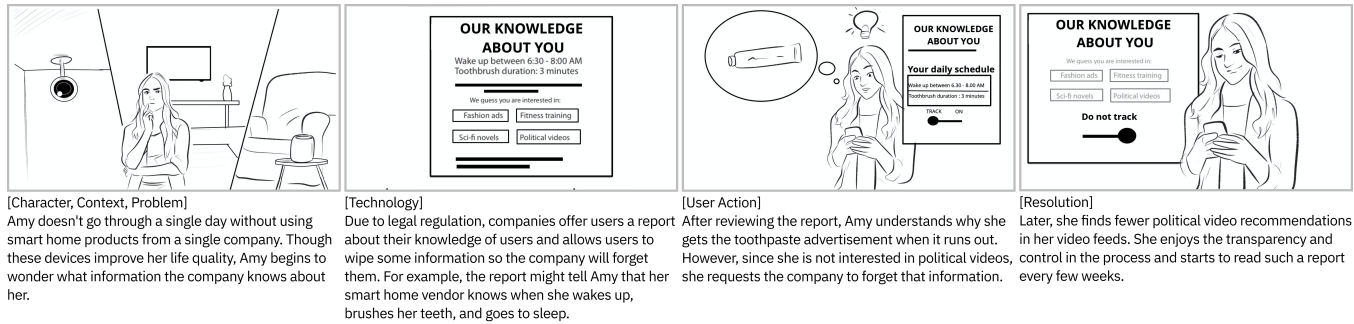 OUR KNOWLEDGE
ABOUT YOU
Wake up between 6:30 - 8:00 AM
Toothbrush duration: 3 minutes
We quess you are interested in:
Fashion ads
Fitness training
Sci-fi novels
Political videos
OUR KNOWLEDGE
ABOUT YOU
Your daily schedule
Wake up between 6.30 - 8.00 AM
Toothbrush duration : 3 minutes
TRACK ON
OUR KNOWLEDGE
ABOUT YOU
We quess you are interested in:
Fashion ads
Fitness training
Sci-fi novels
Political videos
Do not track
[Character, Context, Problem]
Amy doesn't go through a single day without using
smart home products from a single company. Though
these devices improve her life quality, Amy begins to
wonder what information the company knows about
her.
[Technology]
Due to legal regulation, companies offer users a report
about their knowledge of users and allows users to
wipe some information so the company will forget
them. For example, the report might tell Amy that her
smart home vendor knows when she wakes up,
brushes her teeth, and goes to sleep.
[User Action]
After reviewing the report, Amy understands why she
gets the toothpaste advertisement when it runs out.
However, since she is not interested in political videos,
she requests the company to forget that information.
[Resolution]
Later, she finds fewer political video recommendations
in her video feeds. She enjoys the transparency and
control in the process and starts to read such a report
every few weeks.